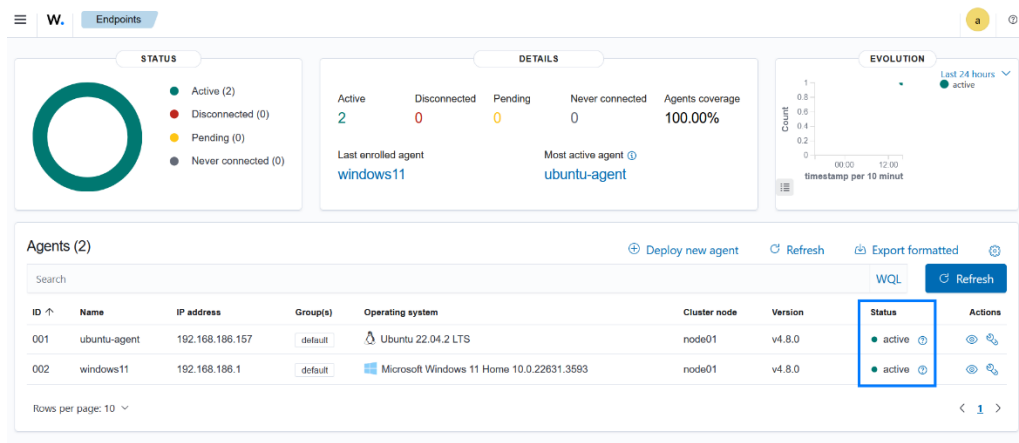 W. Endpoints a
STATUS
Active (2)
Disconnected (0)
Pending (0)
Never connected (0)
DETAILS
Active Disconnected Pending Never connected Agents coverage
2 0 0 0 100.00%
Last enrolled agent Most active agent
windows11 ubuntu-agent
EVOLUTION
Last 24 hours
active
1
0.8
0.6
0.4
0.2
0
Count
00:00 12:00
timestamp per 10 minut
Agents (2)
Deploy new agent Refresh Export formatted
Search WQL Refresh
ID Name IP address Group(s) Operating system Cluster node Version Status Actions
001 ubuntu-agent 192.168.186.157 default Ubuntu 22.04.2 LTS node01 v4.8.0 active
002 windows11 192.168.186.1 default Microsoft Windows 11 Home 10.0.22631.3593 node01 v4.8.0 active
Rows per page: 10 1